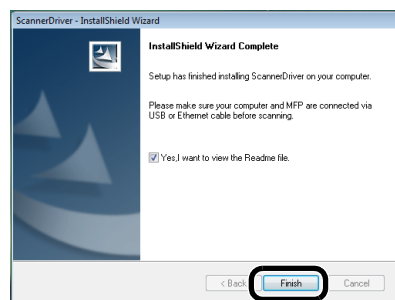 ScannerDriver - InstallShield Wizard
InstallShield Wizard Complete
Setup has finished installing ScannerDriver on your computer.
Please make sure your computer and MFP are connected via
USB or Ethernet cable before scanning.
Yes,I want to view the Readme file.
< Back Finish Cancel